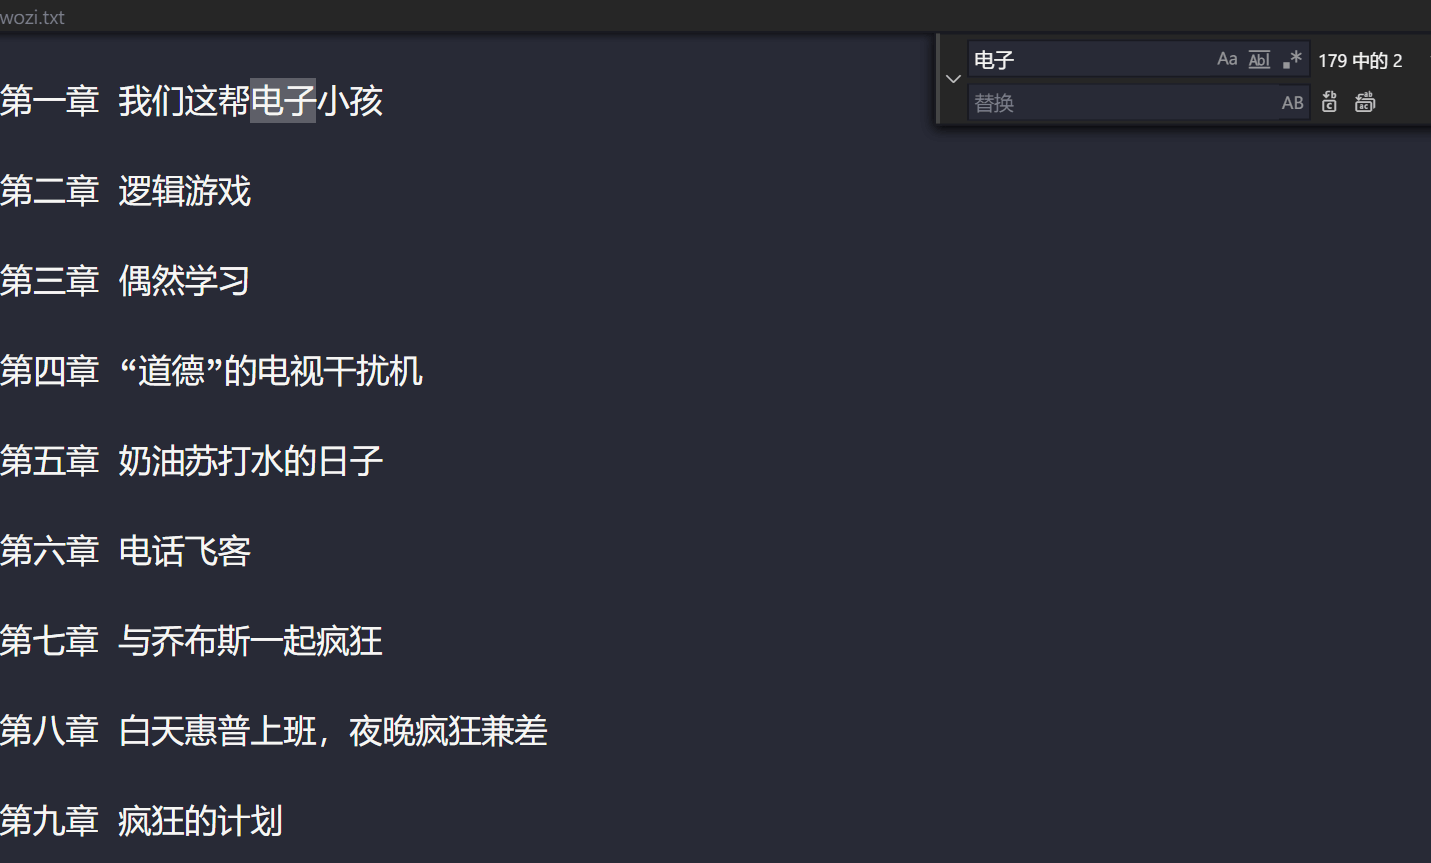 wozi.txt
电子 Aa Abl .* 179 中的 2
替换 AB
第一章 我们这帮电子小孩
第二章 逻辑游戏
第三章 偶然学习
第四章 “道德”的电视干扰机
第五章 奶油苏打水的日子
第六章 电话飞客
第七章 与乔布斯一起疯狂
第八章 白天惠普上班，夜晚疯狂兼差
第九章 疯狂的计划